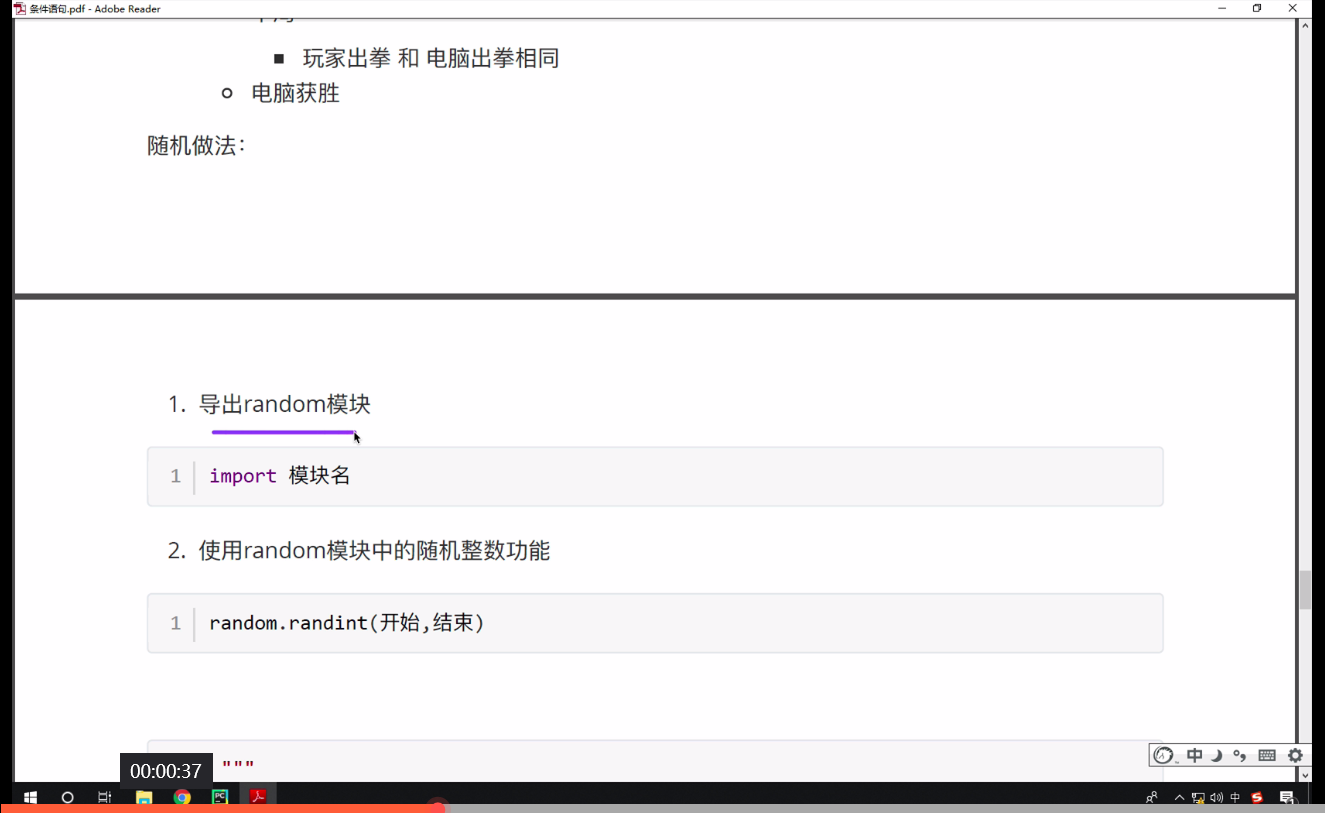 条件语句.pdf - Adobe Reader
玩家出拳 和 电脑出拳相同
电脑获胜
随机做法：
1. 导出random模块
1 import 模块名
2. 使用random模块中的随机整数功能
1 random.randint(开始,结束)
"""
中
00:00:37
PC
中